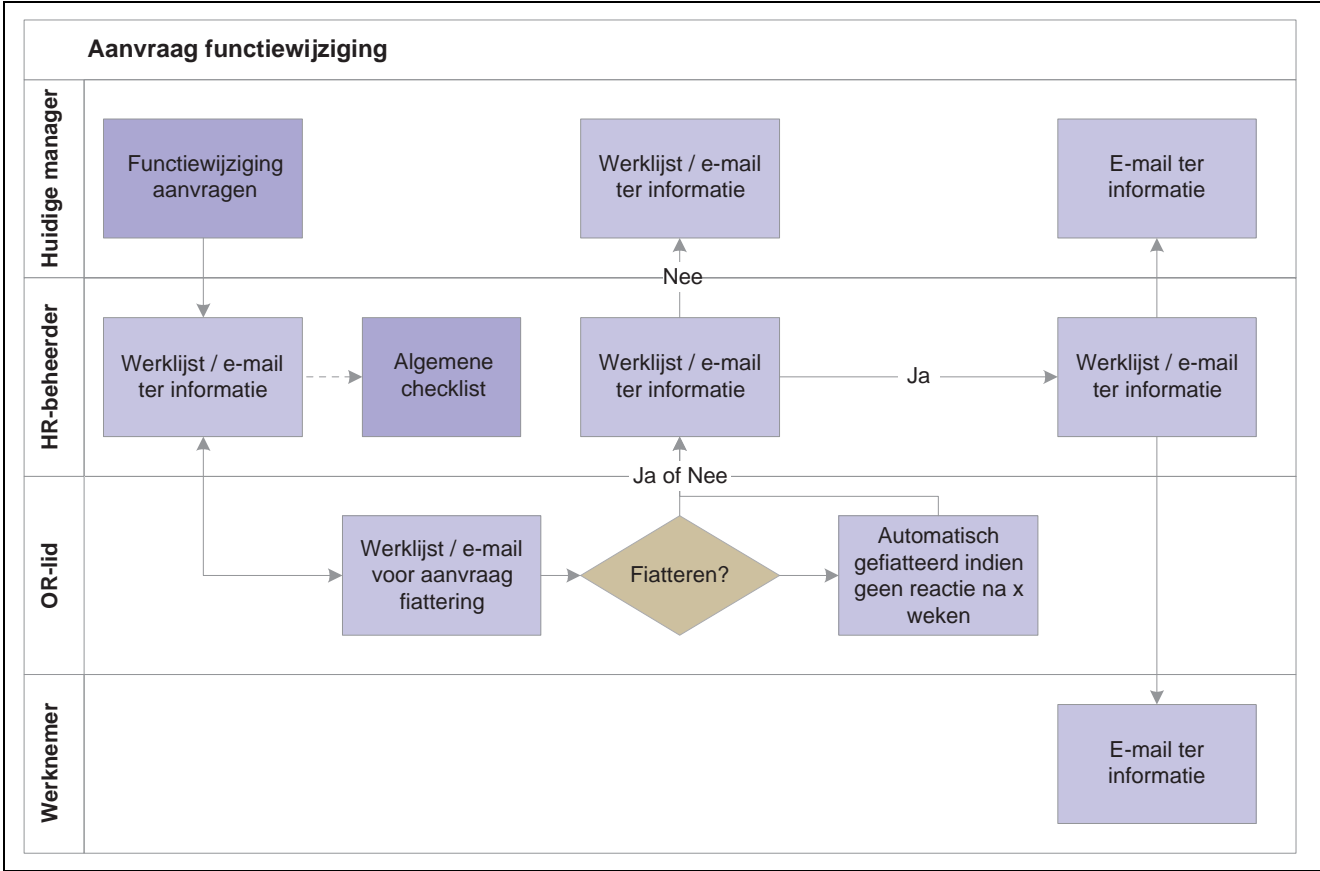 Aanvraag functiewijziging
Huidige manager
Functiewijziging
aanvragen
Werklijst / e-mail
ter informatie
E-mail ter
informatie
Nee
HR-beheerder
Werklijst / e-mail
ter informatie
Algemene
checklist
Werklijst / e-mail
ter informatie
Ja
Werklijst / e-mail
ter informatie
Ja of Nee
OR-lid
Werklijst / e-mail
voor aanvraag
fiattering
Fiatteren?
Automatisch
gefiatteerd indien
geen reactie na x
weken
Werknemer
E-mail ter
informatie